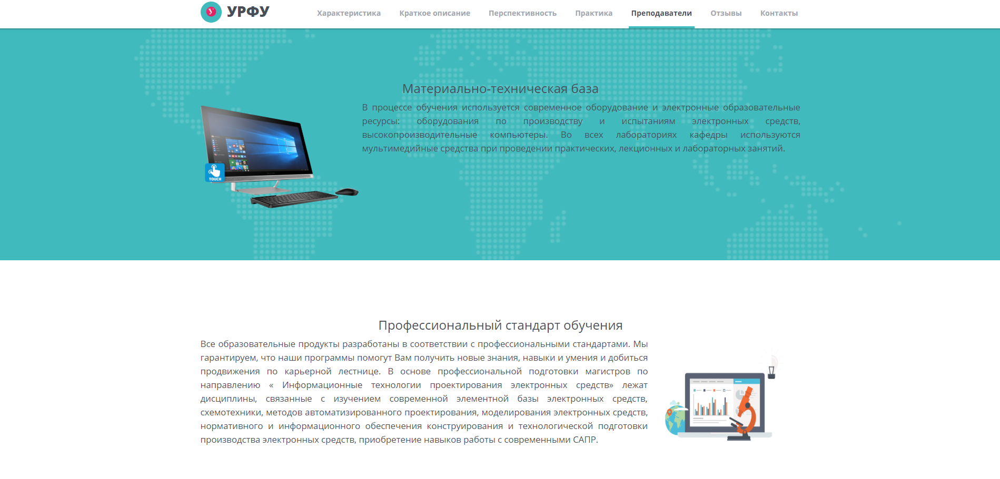 УРФУ
Характеристика Краткое описание Перспективность Практика Преподаватели Отзывы Контакты
Материально-техническая база
В процессе обучения используется современное оборудование и электронные образовательные
ресурсы: оборудования по производству и испытаниям электронных средств,
высокопроизводительные компьютеры. Во всех лабораториях кафедры используются
мультимедийные средства при проведении практических, лекционных и лабораторных занятий.
TOUCH
Профессиональный стандарт обучения
Все образовательные продукты разработаны в соответствии с профессиональными стандартами. Мы
гарантируем, что наши программы помогут Вам получить новые знания, навыки и умения и добиться
продвижения по карьерной лестнице. В основе профессиональной подготовки магистров по
направлению « Информационные технологии проектирования электронных средств» лежат
дисциплины, связанные с изучением современной элементной базы электронных средств,
схемотехники, методов автоматизированного проектирования, моделирования электронных средств,
нормативного и информационного обеспечения конструирования и технологической подготовки
производства электронных средств, приобретение навыков работы с современными САПР.